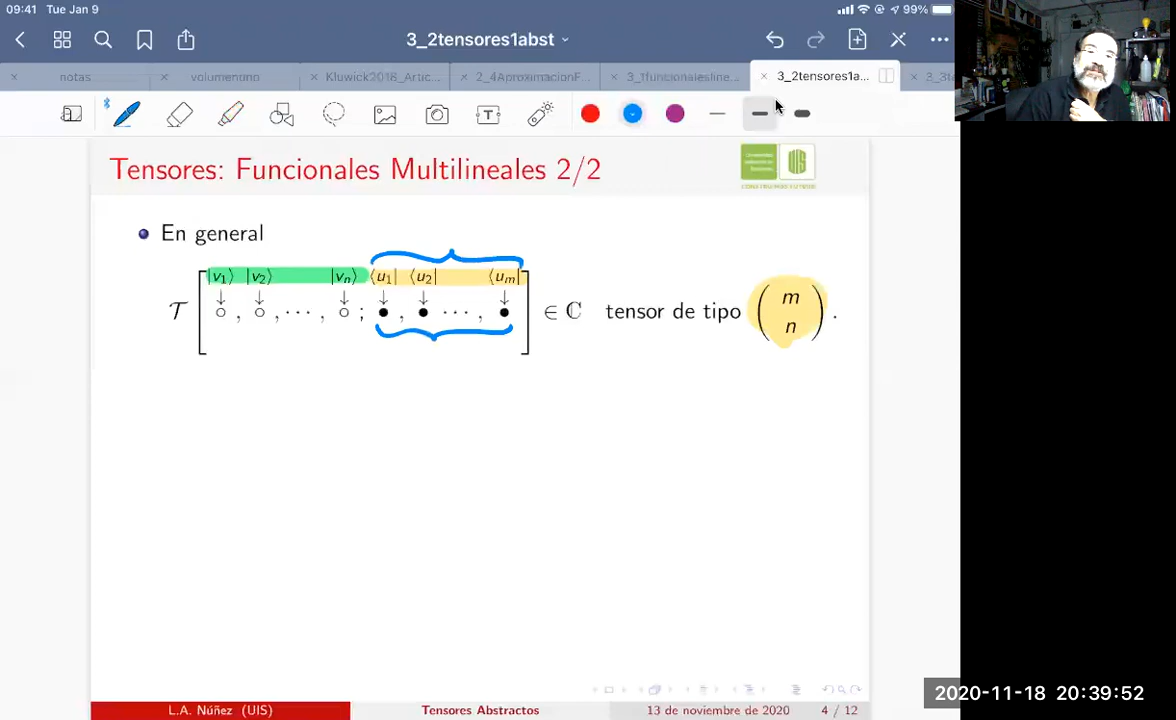 09:41 Tue Jan 9 99%
3_2tensores1abst
notas volumenono Kluwick2018_Artic... 2_4AproximacionF... 3_1funcionalesline... 3_2tensores1a...
T
Tensores: Funcionales Multilineales 2/2
UIS
En general
|v1⟩ |v2⟩ |vn⟩ ⟨u1| ⟨u2| ⟨um|
↓ ↓ ↓ ↓ ↓ ↓
𝒯 [ ○ , ○ , ··· , ○ ; ● , ● ··· , ● ] ∈ ℂ tensor de tipo ( m n ) .
L.A. Núñez (UIS) Tensores Abstractos 13 de noviembre de 2020 4 / 12
2020-11-18 20:39:52